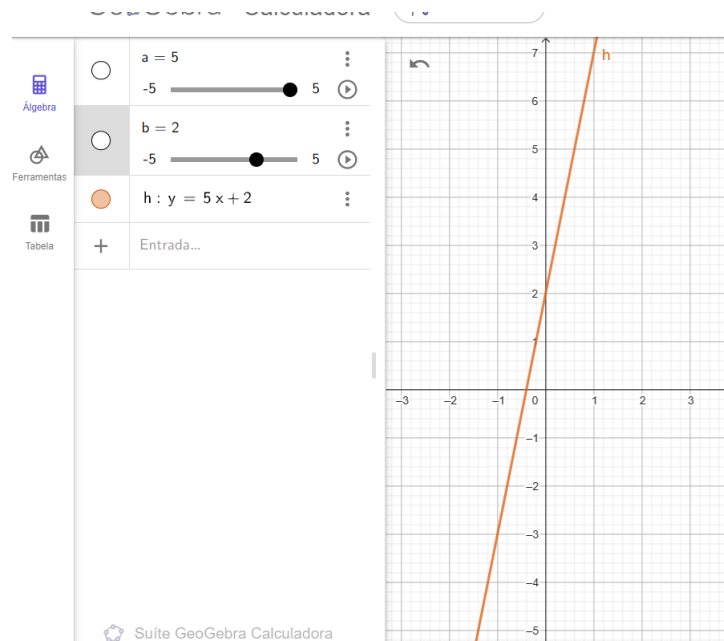 a = 5
-5 5
b = 2
-5 5
h : y = 5 x + 2
+ Entrada...
Álgebra
Ferramentas
Tabela
Suíte GeoGebra Calculadora
h
7
6
5
4
3
2
1
–3 –2 –1 0 1 2 3
–1
–2
–3
–4
–5